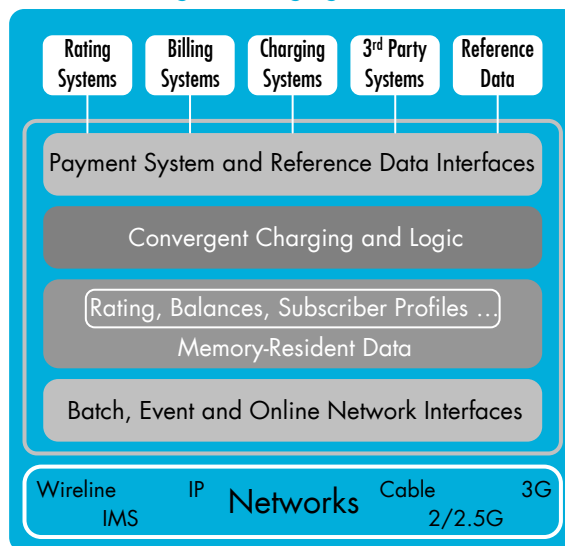 Rating Systems
Billing Systems
Charging Systems
3rd Party Systems
Reference Data
Payment System and Reference Data Interfaces
Convergent Charging and Logic
Rating, Balances, Subscriber Profiles ...
Memory-Resident Data
Batch, Event and Online Network Interfaces
Wireline IP Networks Cable 3G
IMS 2/2.5G